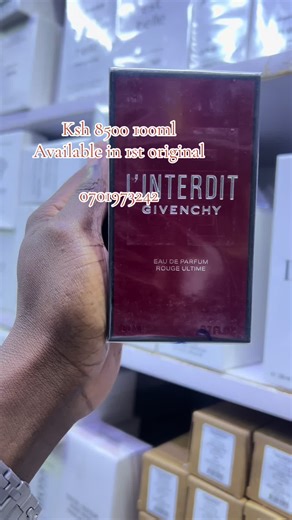 Ksh 8500 100ml
Available in 1st original
0701973242
L'INTERDIT
GIVENCHY
EAU DE PARFUM
ROUGE ULTIME